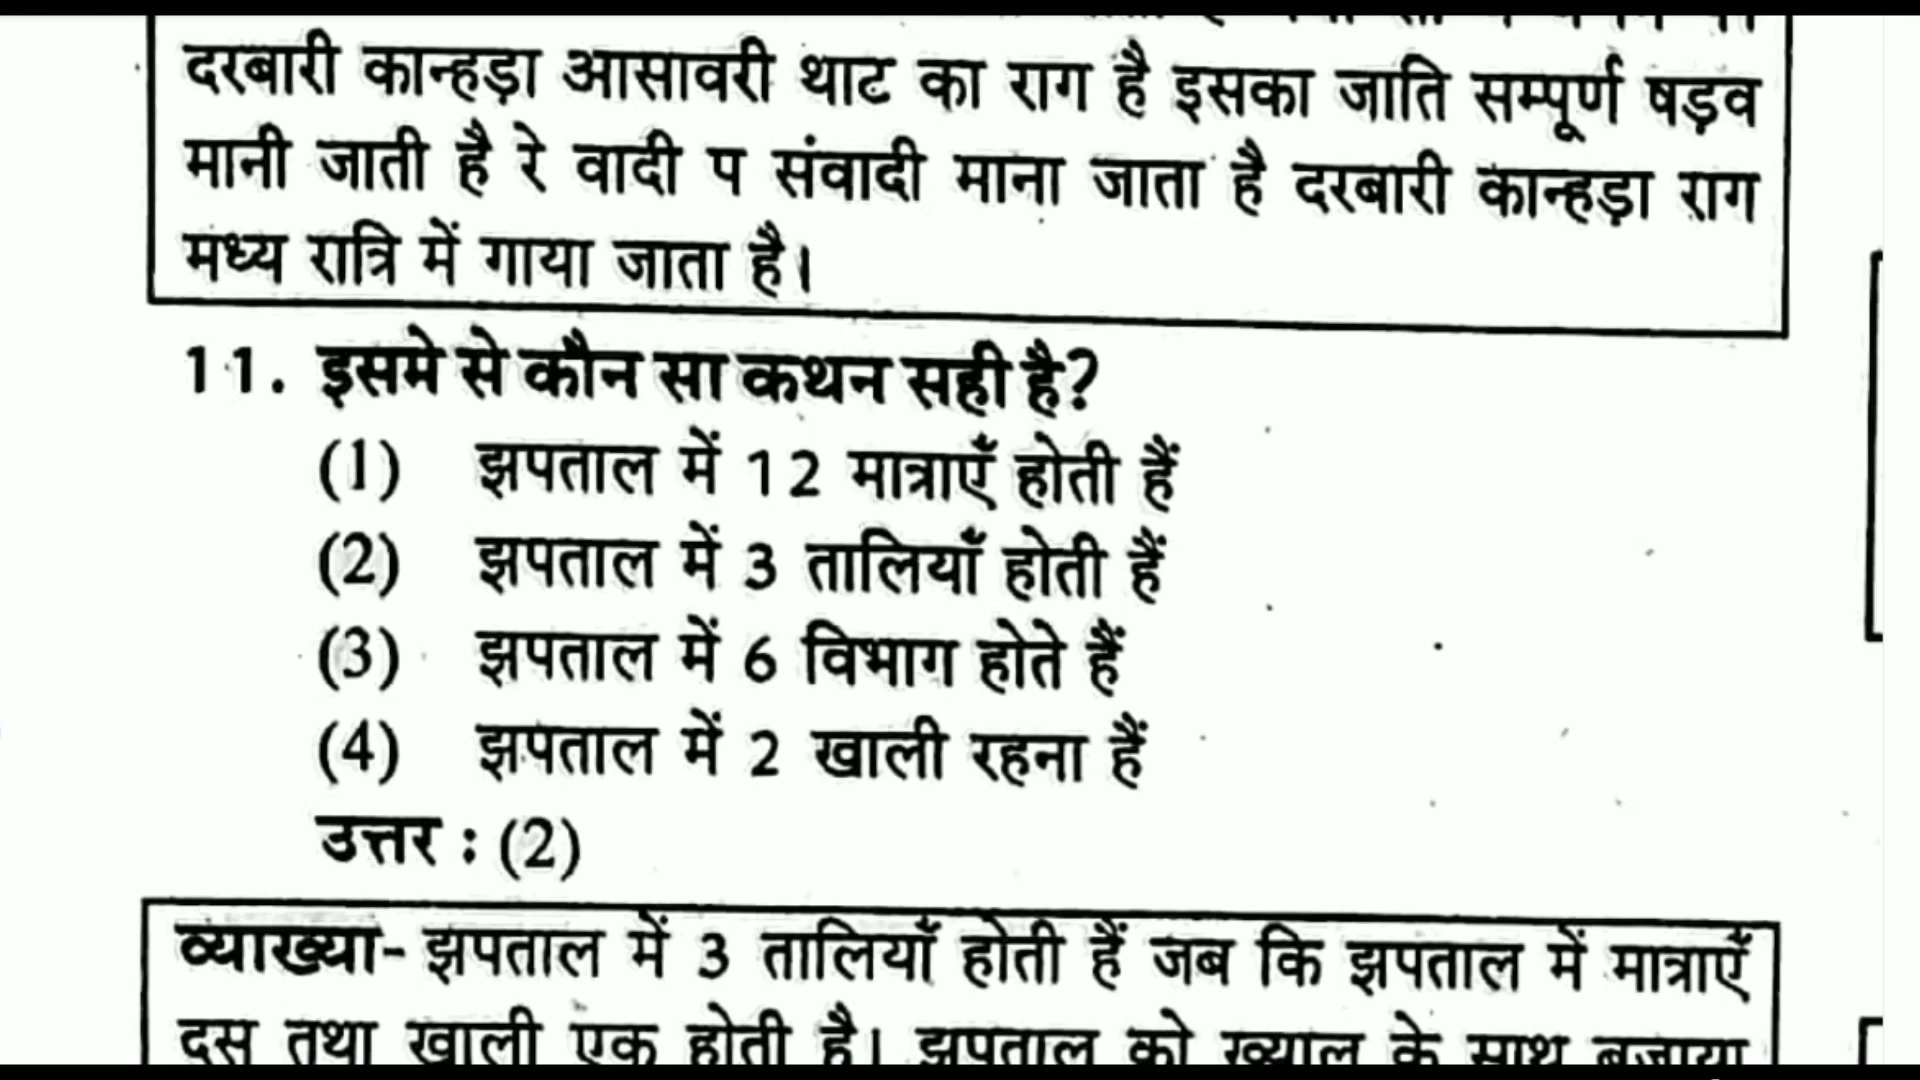 दरबारी कान्हड़ा आसावरी थाट का राग है इसका जाति सम्पूर्ण षड़व
मानी जाती है रे वादी प संवादी माना जाता है दरबारी कान्हड़ा राग
मध्य रात्रि में गाया जाता है।
11. इसमे से कौन सा कथन सही है?
(1) झपताल में 12 मात्राएँ होती हैं
(2) झपताल में 3 तालियाँ होती हैं
(3) झपताल में 6 विभाग होते हैं
(4) झपताल में 2 खाली रहना हैं
उत्तर : (2)
व्याख्या- झपताल में 3 तालियाँ होती हैं जब कि झपताल में मात्राएँ
दस तथा खाली एक होती है। झपताल को ख्याल के साथ बजाया